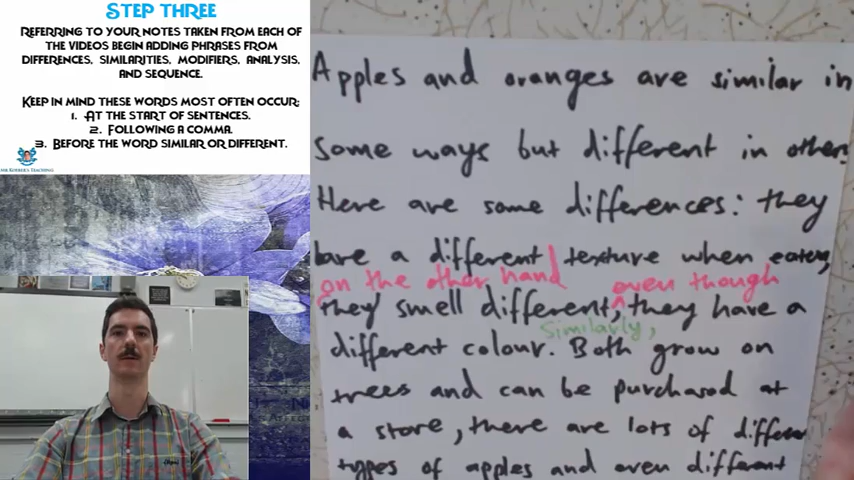 STEP THREE
REFERRING TO YOUR NOTES TAKEN FROM EACH OF
THE VIDEOS BEGIN ADDING PHRASES FROM
DIFFERENCES, SIMILARITIES, MODIFIERS, ANALYSIS,
AND SEQUENCE.
KEEP IN MIND THESE WORDS MOST OFTEN OCCUR;
1. AT THE START OF SENTENCES.
2. FOLLOWING A COMMA.
3. BEFORE THE WORD SIMILAR OR DIFFERENT.
Apples and oranges are similar in
some ways but different in other
Here are some differences: they
have a different texture when eaten,
on the other hand even though
they smell different, they have a
Similarly,
different colour. Both grow on
trees and can be purchased at
a store, there are lots of different
types of apples and even different